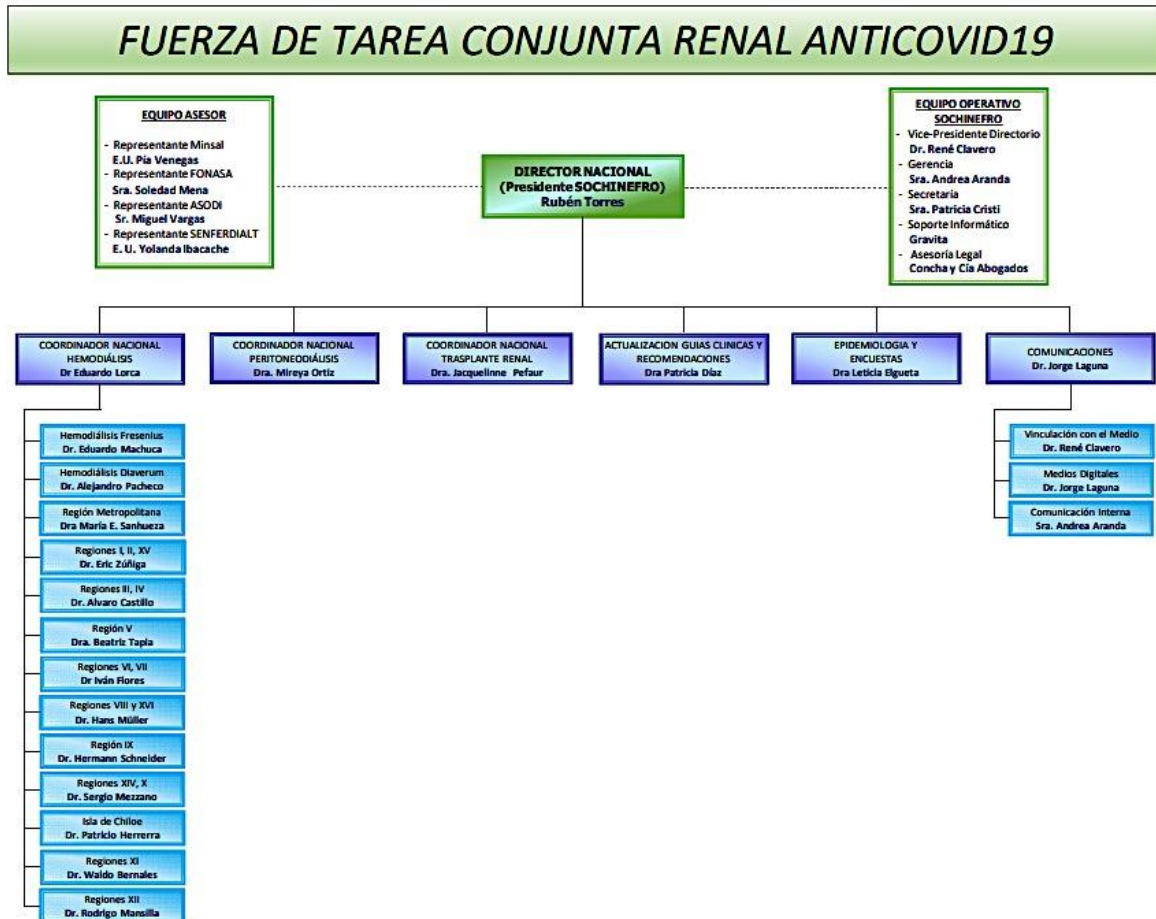 FUERZA DE TAREA CONJUNTA RENAL ANTICOVID19
EQUIPO ASESOR
- Representante Minsal
E.U. Pía Venegas
- Representante FONASA
Sra. Soledad Mena
- Representante ASODI
Sr. Miguel Vargas
- Representante SENFERDIALT
E. U. Yolanda Ibacache
DIRECTOR NACIONAL
(Presidente SOCHINEFRO)
Rubén Torres
EQUIPO OPERATIVO
SOCHINEFRO
- Vice-Presidente Directorio
Dr. René Clavero
- Gerencia
Sra. Andrea Aranda
- Secretaria
Sra. Patricia Cristi
- Soporte Informático
Gravita
- Asesoría Legal
Concha y Cía Abogados
COORDINADOR NACIONAL
HEMODIÁLISIS
Dr Eduardo Lorca
COORDINADOR NACIONAL
PERITONEODIÁLISIS
Dra. Mireya Ortiz
COORDINADOR NACIONAL
TRASPLANTE RENAL
Dra. Jacquelinne Pefaur
ACTUALIZACION GUIAS CLINICAS Y
RECOMENDACIONES
Dra Patricia Díaz
EPIDEMIOLOGIA Y
ENCUESTAS
Dra Leticia Elgueta
COMUNICACIONES
Dr. Jorge Laguna
Hemodiálisis Fresenius
Dr. Eduardo Machuca
Hemodiálisis Diaverum
Dr. Alejandro Pacheco
Región Metropolitana
Dra María E. Sanhueza
Regiones I, II, XV
Dr. Eric Zúñiga
Regiones III, IV
Dr. Alvaro Castillo
Región V
Dra. Beatriz Tapia
Regiones VI, VII
Dr Iván Flores
Regiones VIII y XVI
Dr. Hans Müller
Región IX
Dr. Hermann Schneider
Regiones XIV, X
Dr. Sergio Mezzano
Isla de Chiloe
Dr. Patricio Herrerra
Regiones XI
Dr. Waldo Bernales
Regiones XII
Dr. Rodrigo Mansilla
Vinculación con el Medio
Dr. René Clavero
Medios Digitales
Dr. Jorge Laguna
Comunicación Interna
Sra. Andrea Aranda